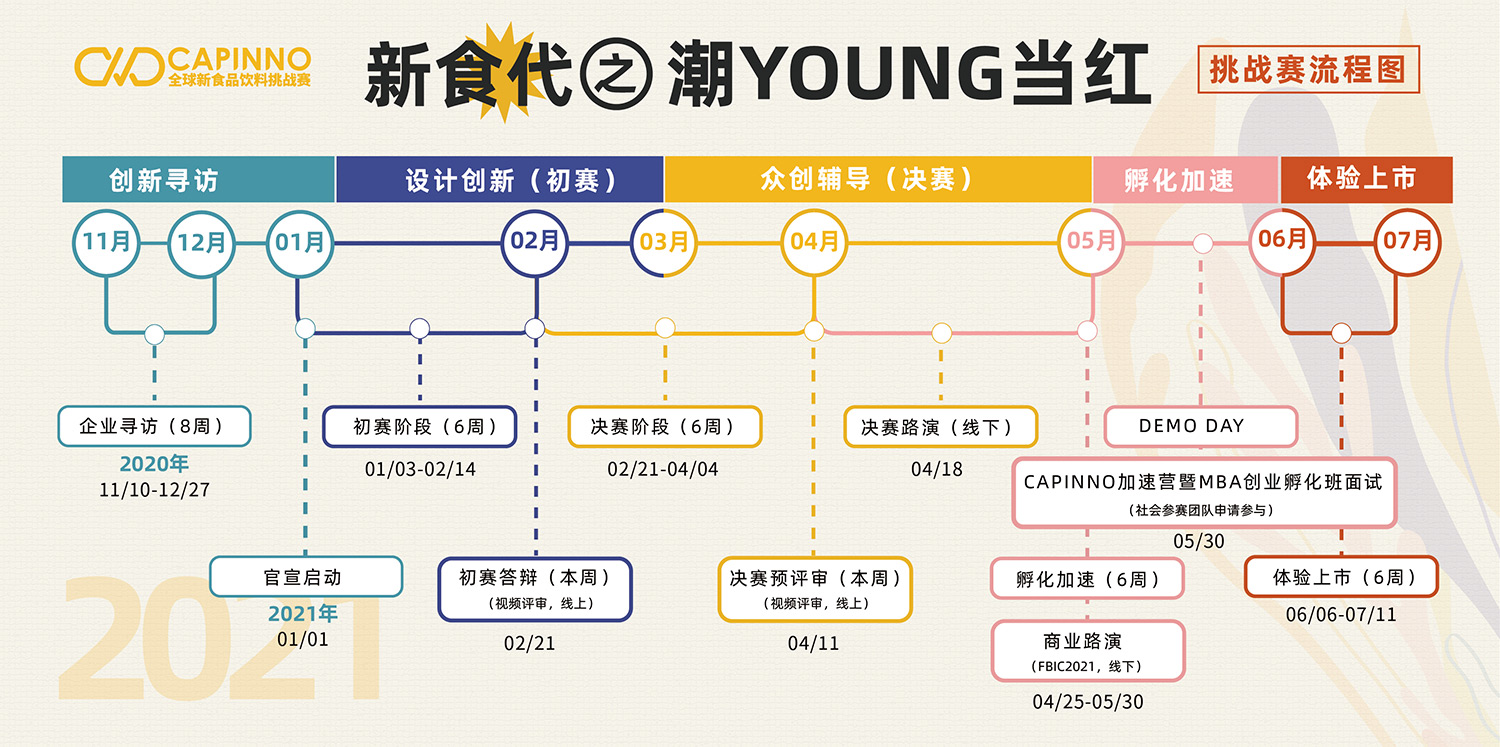 CAPINNO
全球新食品饮料挑战赛
新食代之潮YOUNG当红
挑战赛流程图
创新寻访
设计创新（初赛）
众创辅导（决赛）
孵化加速
体验上市
11月
12月
01月
02月
03月
04月
05月
06月
07月
企业寻访（8周）
2020年
11/10-12/27
初赛阶段（6周）
01/03-02/14
决赛阶段（6周）
02/21-04/04
决赛路演（线下）
04/18
DEMO DAY
CAPINNO加速营暨MBA创业孵化班面试
（社会参赛团队申请参与）
05/30
官宣启动
2021年
01/01
初赛答辩（本周）
（视频评审，线上）
02/21
决赛预评审（本周）
（视频评审，线上）
04/11
孵化加速（6周）
商业路演
（FBIC2021，线下）
04/25-05/30
体验上市（6周）
06/06-07/11
2021